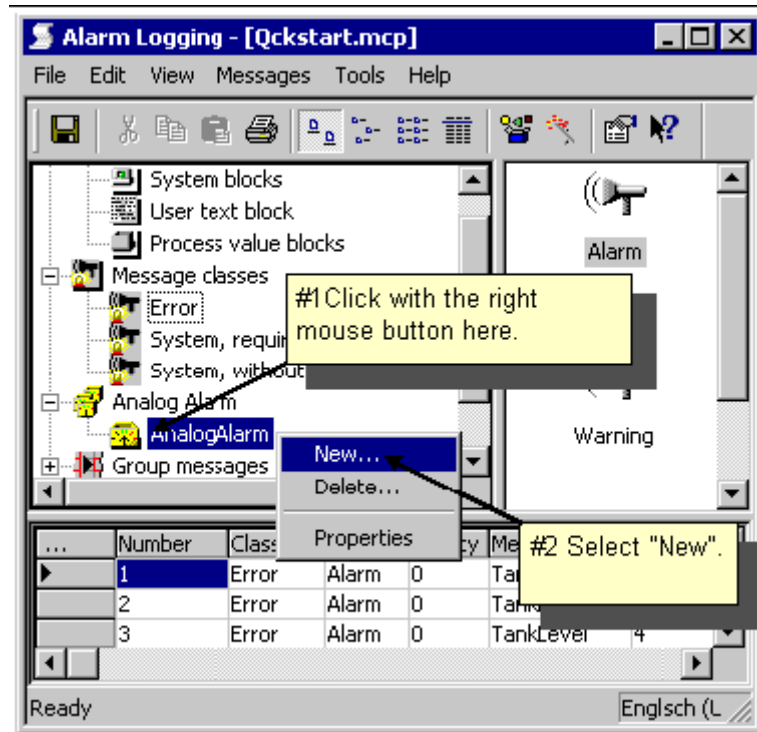 Alarm Logging - [Qckstart.mcp]
File Edit View Messages Tools Help
System blocks
User text block
Process value blocks
Message classes
Error
System, requir
System, without
Analog Alarm
AnalogAlarm
Group messages
Alarm
Warning
#1 Click with the right
mouse button here.
New...
Delete...
Properties
#2 Select "New".
... Number Class cy Me
1 Error Alarm 0 Tan
2 Error Alarm 0 Tank
3 Error Alarm 0 TankLevel 4
Ready Englsch (L